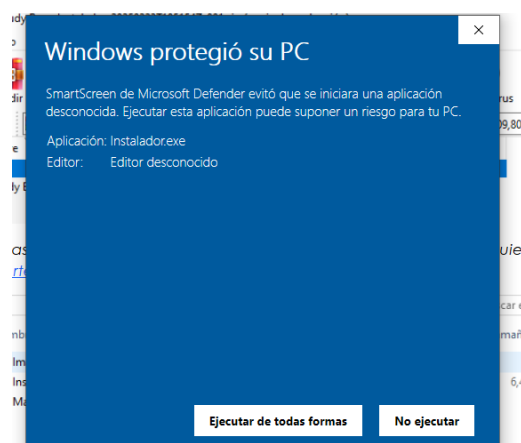 Windows protegió su PC
SmartScreen de Microsoft Defender evitó que se iniciara una aplicación
desconocida. Ejecutar esta aplicación puede suponer un riesgo para tu PC.
Aplicación: Instalador.exe
Editor: Editor desconocido
Ejecutar de todas formas
No ejecutar